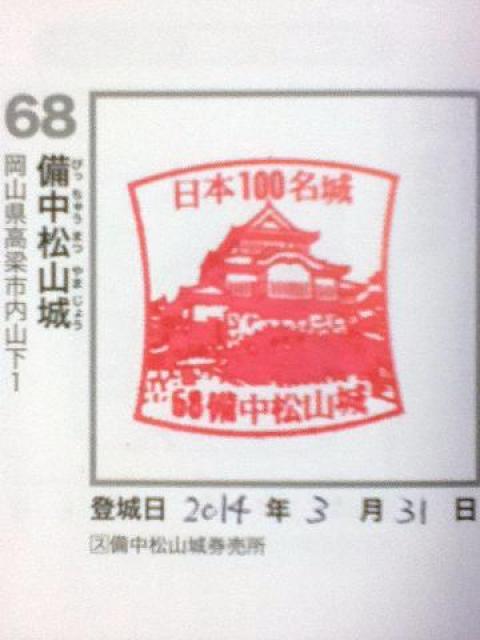 68
備中松山城
びっちゅうまつやまじょう
岡山県高梁市内山下1
日本100名城
68備中松山城
登城日 2014 年 3 月 31 日
ス備中松山城券売所